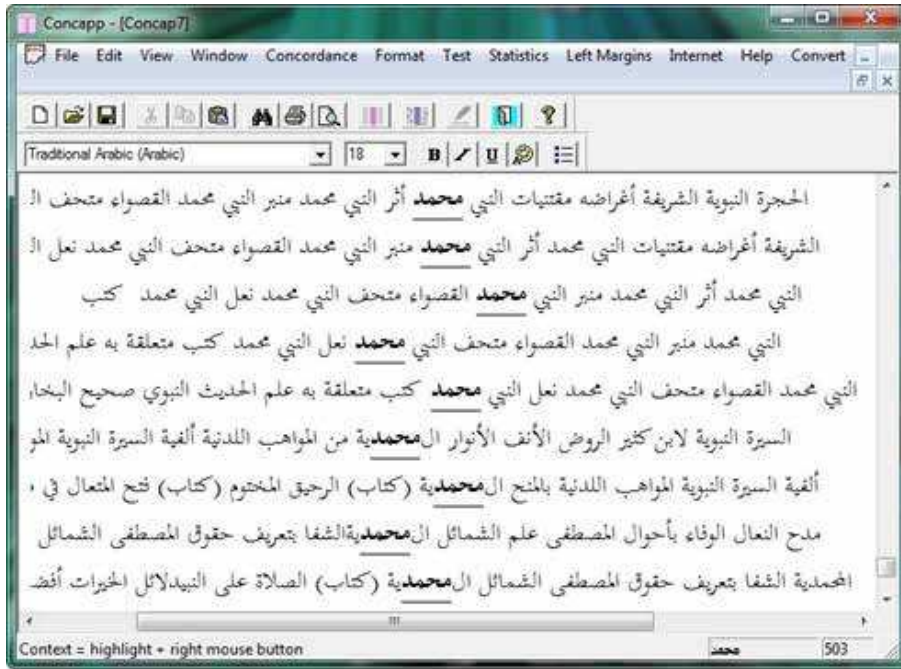 Concapp - [Concap7]
File Edit View Window Concordance Format Test Statistics Left Margins Internet Help Convert
Traditional Arabic (Arabic) 18 B I U
الحجرة النبوية الشريفة أغراضه مقتنيات النبي محمد أثر النبي محمد منبر النبي محمد القصواء متحف ال
الشريفة أغراضه مقتنيات النبي محمد أثر النبي محمد منبر النبي محمد القصواء متحف النبي محمد نعل ال
النبي محمد أثر النبي محمد منبر النبي محمد القصواء متحف النبي محمد نعل النبي محمد كتب
النبي محمد منبر النبي محمد القصواء متحف النبي محمد نعل النبي محمد كتب متعلقة به علم الحد
النبي محمد القصواء متحف النبي محمد نعل النبي محمد كتب متعلقة به علم الحديث النبوي صحيح البخار
السيرة النبوية لابن كثير الروض الأنف الأنوار المحمدية من المواهب اللدنية ألفية السيرة النبوية المو
ألفية السيرة النبوية المواهب اللدنية بالمنح المحمدية (كتاب) الرحيق المختوم (كتاب) فتح المتعال في
مدح النعال الوفاء بأحوال المصطفى علم الشمائل المحمديةالشفا بتعريف حقوق المصطفى الشمائل
المحمدية الشفا بتعريف حقوق المصطفى الشمائل المحمدية (كتاب) الصلاة على النبيدلائل الخيرات أفضـ
Context = highlight + right mouse button محمد 503